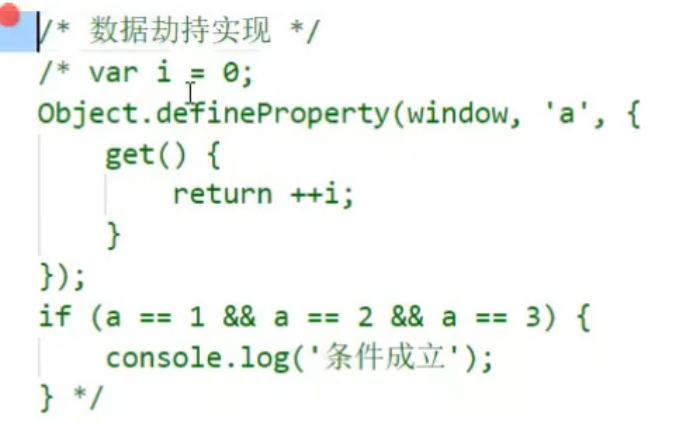 /* 数据劫持实现 */
/* var i = 0;
Object.defineProperty(window, 'a', {
    get() {
        return ++i;
    }
});
if (a == 1 && a == 2 && a == 3) {
    console.log('条件成立');
} */